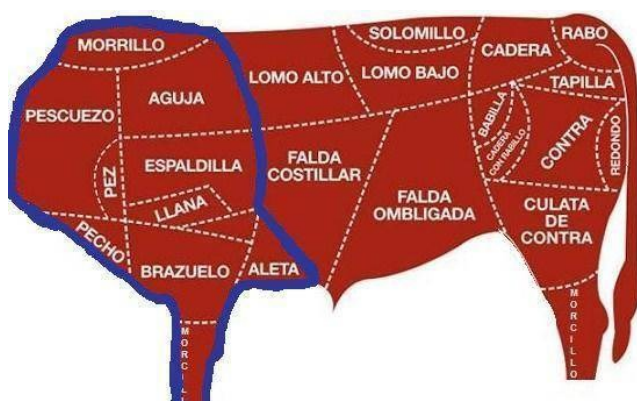 MORRILLO
SOLOMILLO
RABO
CADERA
LOMO ALTO
LOMO BAJO
TAPILLA
PESCUEZO
AGUJA
BABILLA
CADERA
CON RABILLO
CONTRA
REDONDO
PEZ
ESPALDILLA
FALDA
COSTILLAR
LLANA
FALDA
OMBLIGADA
CULATA
DE
CONTRA
PECHO
BRAZUELO
ALETA
MORCILLO
MORCIL